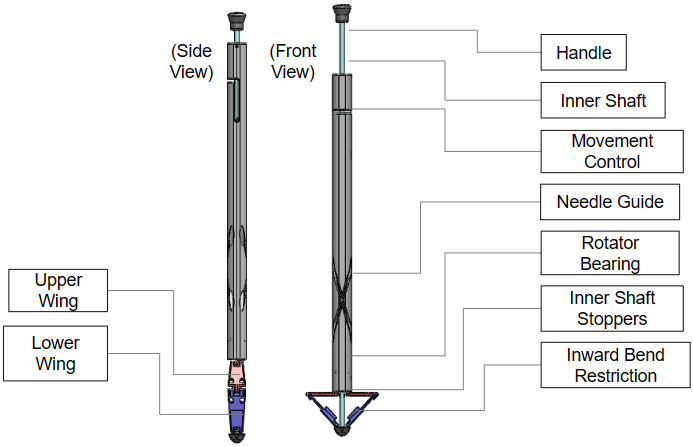 (Side
View)
(Front
View)
Handle
Inner Shaft
Movement
Control
Needle Guide
Rotator
Bearing
Inner Shaft
Stoppers
Inward Bend
Restriction
Upper
Wing
Lower
Wing